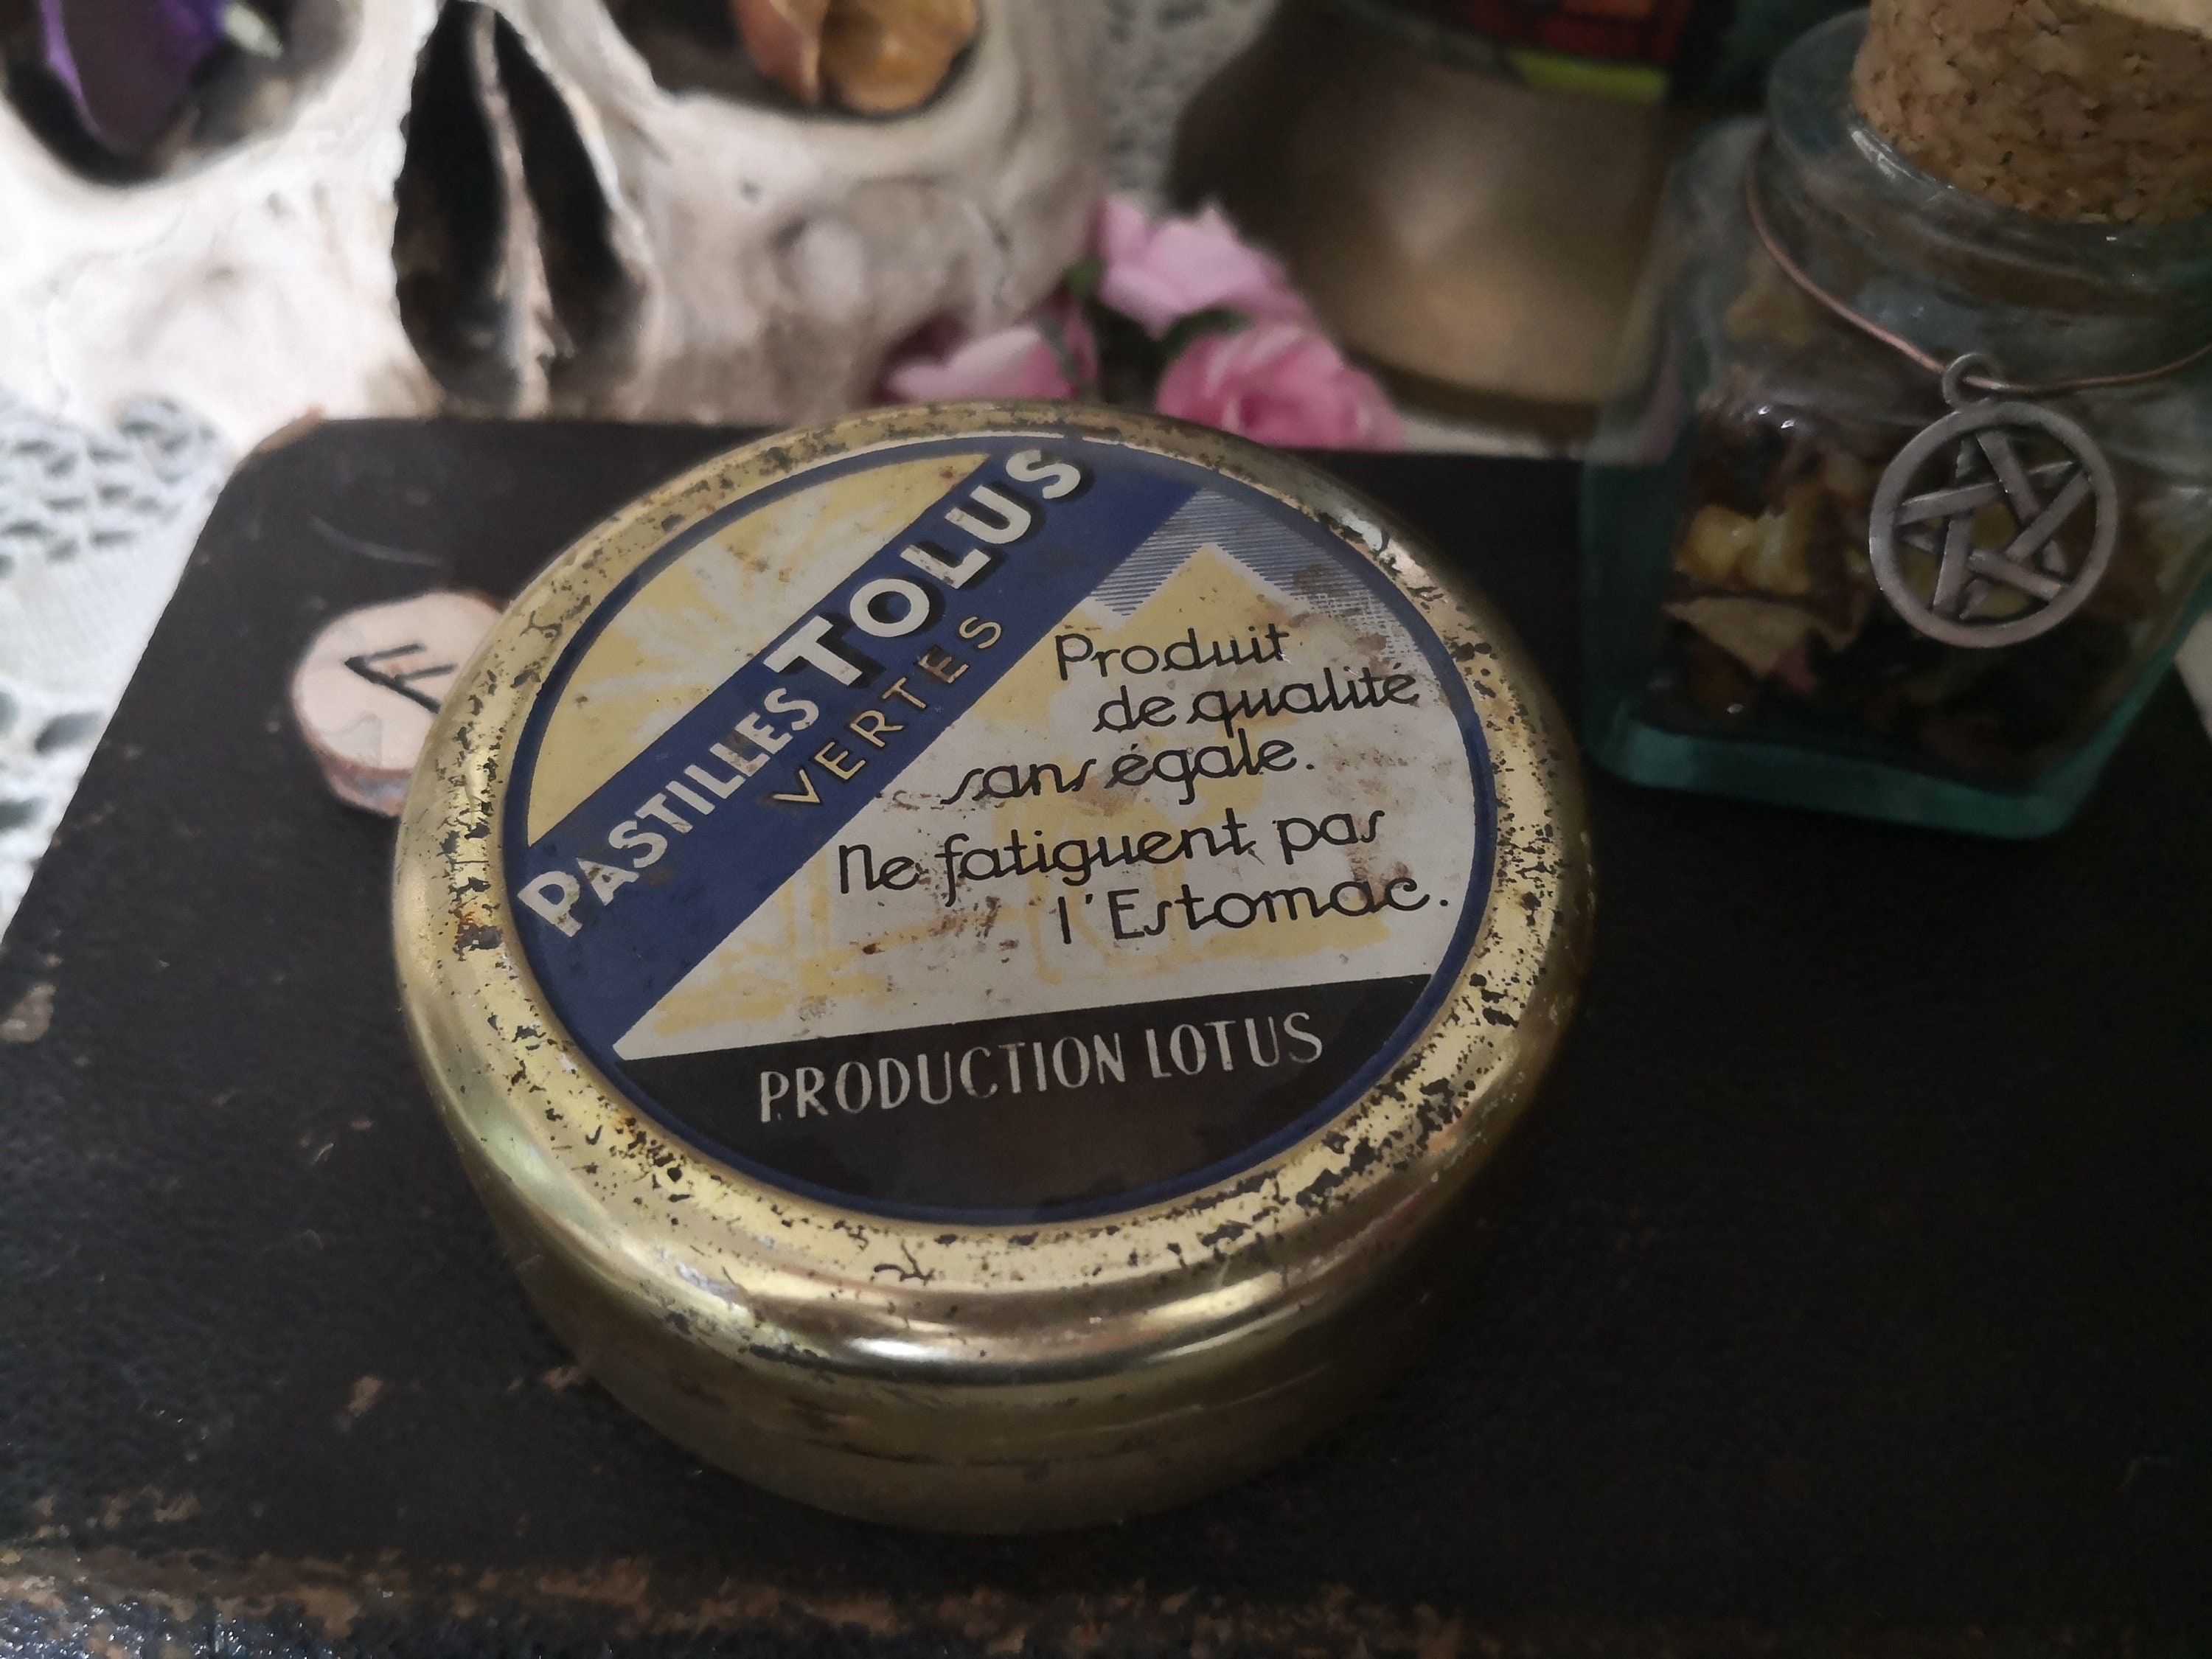 PASTILLES TOLUS
VERTES
Produit
de qualité
sans égale.
Ne fatiguent pas
l'Estomac.
PRODUCTION LOTUS